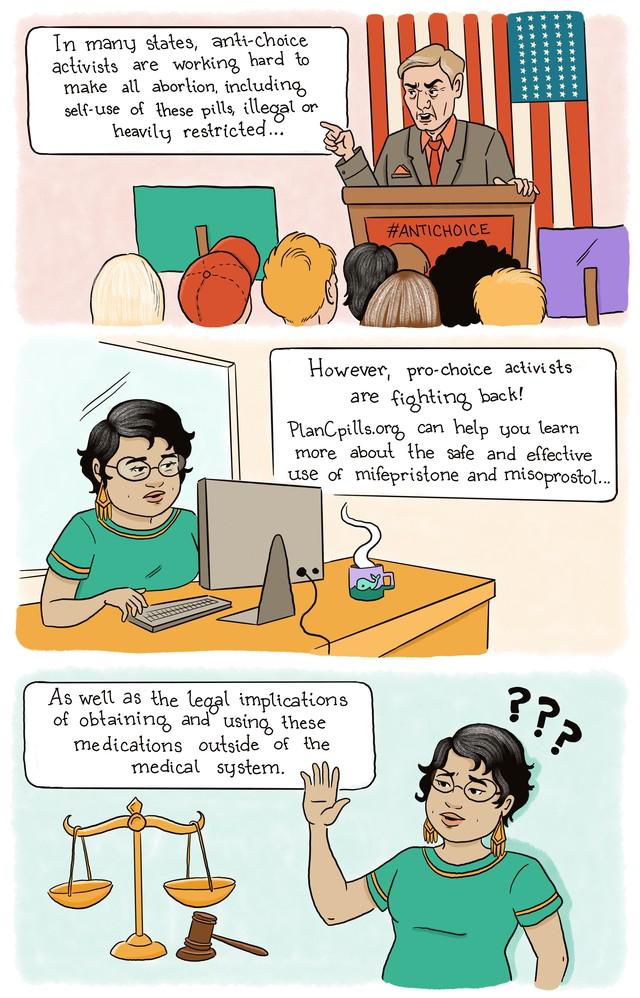 In many states, anti-choice
activists are working hard to
make all abortion, including
self-use of these pills, illegal or
heavily restricted...
#ANTICHOICE
However, pro-choice activists
are fighting back!
PlanCpills.org can help you learn
more about the safe and effective
use of mifepristone and misoprostol...
As well as the legal implications
of obtaining and using these
medications outside of the
medical system.
???